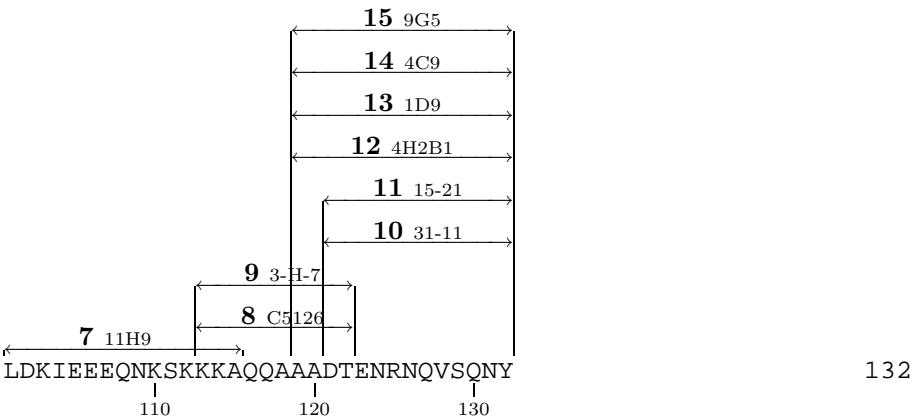 15 9G5
14 4C9
13 1D9
12 4H2B1
11 15-21
10 31-11
9 3-H-7
8 C5126
7 11H9
LDKIEEEQNKSKKKAQQAAADTENRNQVSQNY 132
110 120 130